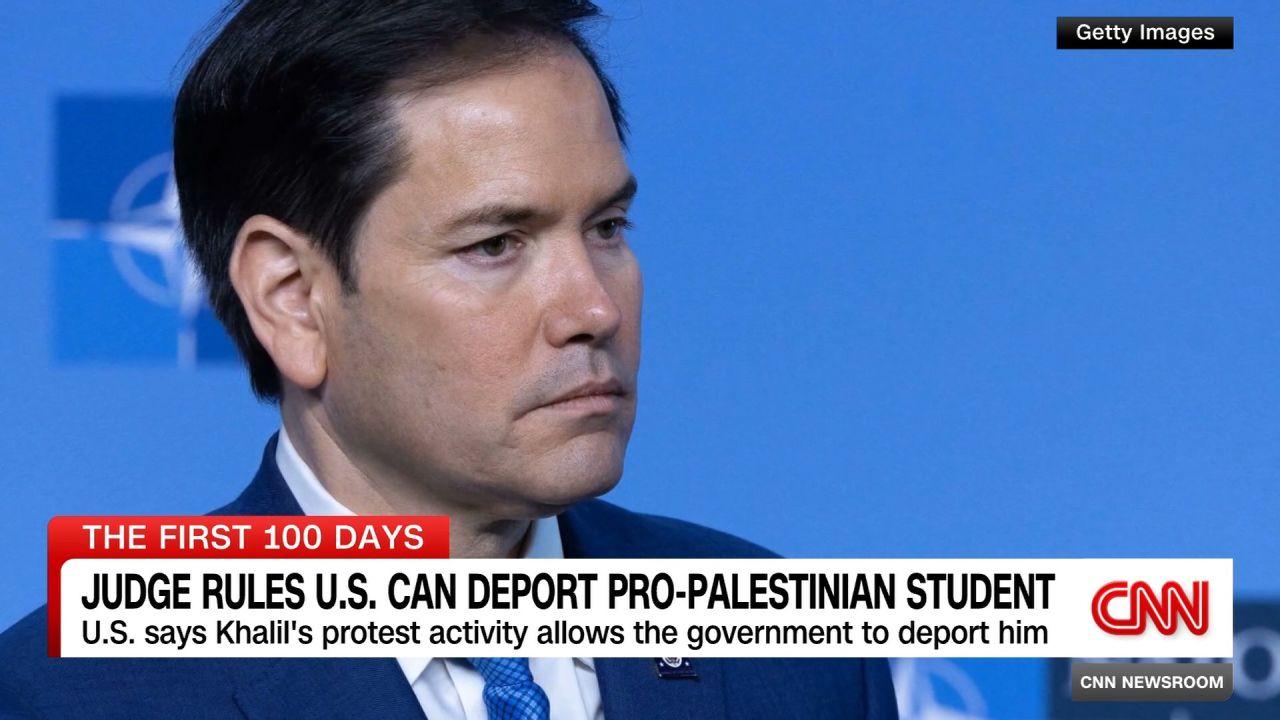 Getty Images
THE FIRST 100 DAYS
JUDGE RULES U.S. CAN DEPORT PRO-PALESTINIAN STUDENT
U.S. says Khalil's protest activity allows the government to deport him
CNN
CNN NEWSROOM